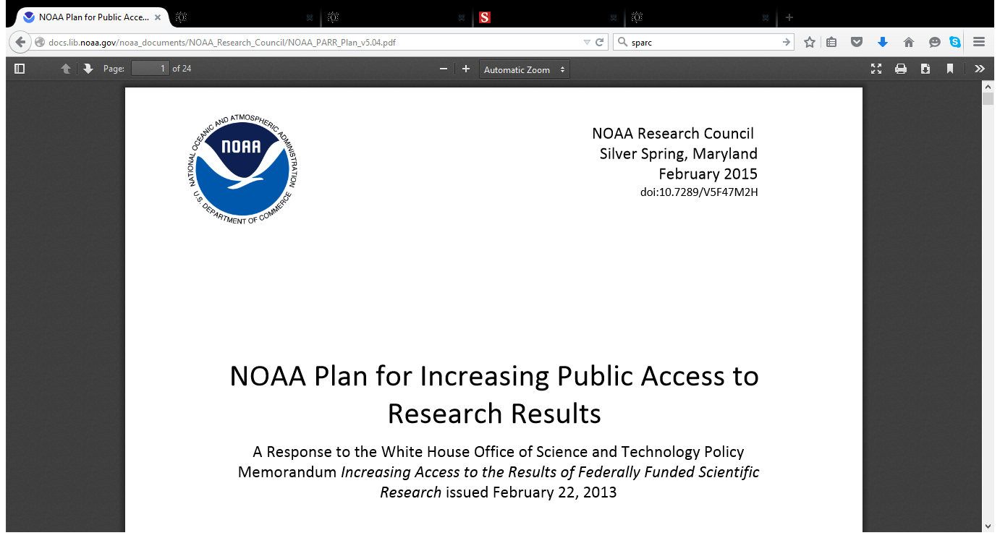 NOAA Plan for Public Acce...
S
docs.lib.noaa.gov/noaa_documents/NOAA_Research_Council/NOAA_PARR_Plan_v5.04.pdf
sparc
Page: 1 of 24
Automatic Zoom
NATIONAL OCEANIC AND ATMOSPHERIC ADMINISTRATION
NOAA
U.S. DEPARTMENT OF COMMERCE
NOAA Research Council
Silver Spring, Maryland
February 2015
doi:10.7289/V5F47M2H
NOAA Plan for Increasing Public Access to
Research Results
A Response to the White House Office of Science and Technology Policy
Memorandum Increasing Access to the Results of Federally Funded Scientific
Research issued February 22, 2013